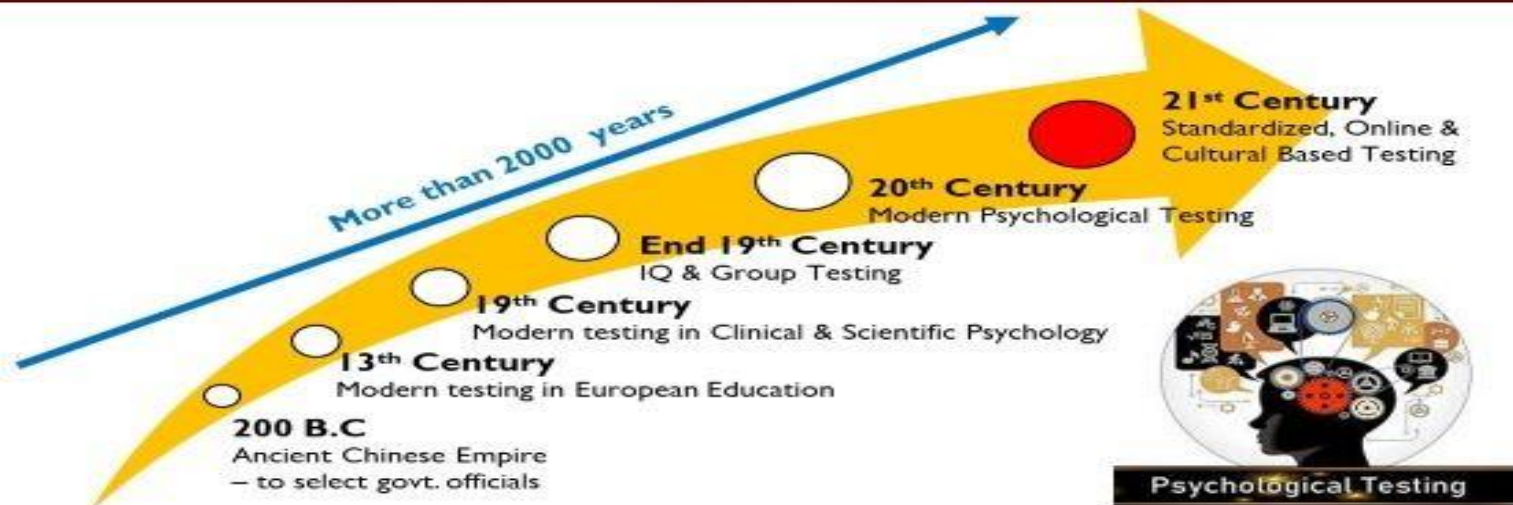 More than 2000 years
21st Century
Standardized, Online &
Cultural Based Testing
20th Century
Modern Psychological Testing
End 19th Century
IQ & Group Testing
19th Century
Modern testing in Clinical & Scientific Psychology
13th Century
Modern testing in European Education
200 B.C
Ancient Chinese Empire
– to select govt. officials
Psychological Testing